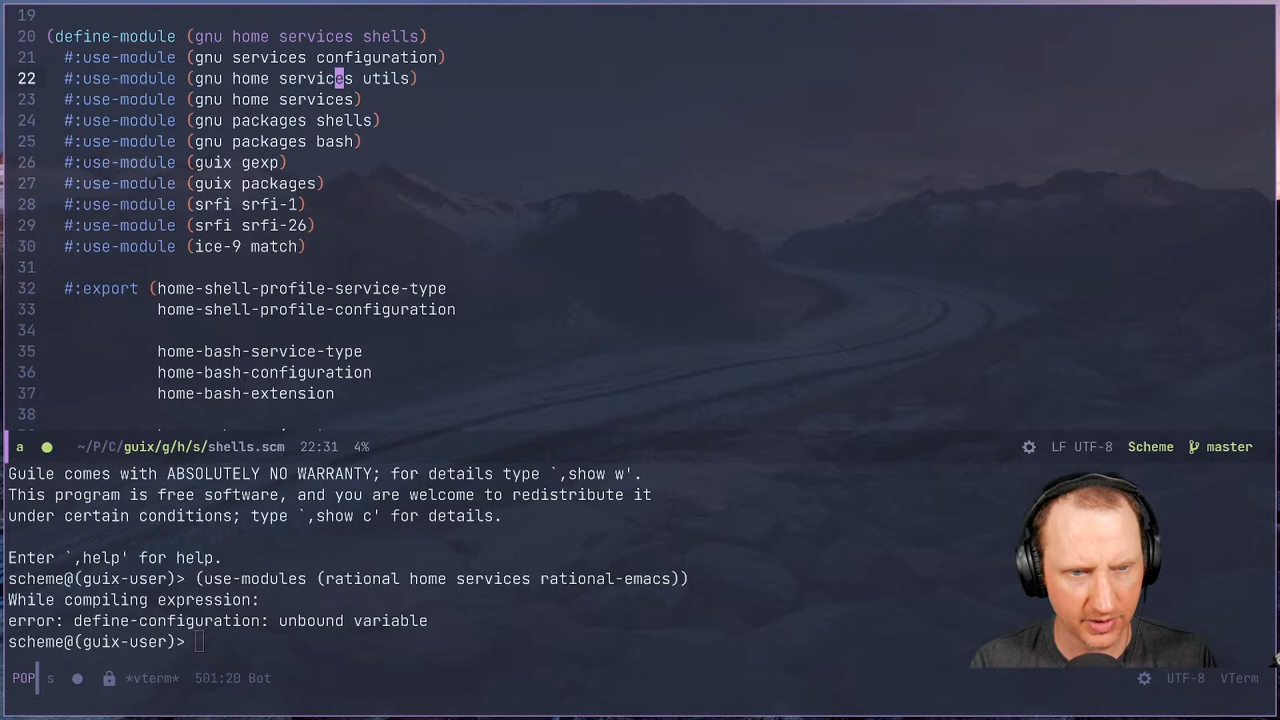 19
20 (define-module (gnu home services shells)
21 #:use-module (gnu services configuration)
22 #:use-module (gnu home services utils)
23 #:use-module (gnu home services)
24 #:use-module (gnu packages shells)
25 #:use-module (gnu packages bash)
26 #:use-module (guix gexp)
27 #:use-module (guix packages)
28 #:use-module (srfi srfi-1)
29 #:use-module (srfi srfi-26)
30 #:use-module (ice-9 match)
31
32 #:export (home-shell-profile-service-type
33 home-shell-profile-configuration
34
35 home-bash-service-type
36 home-bash-configuration
37 home-bash-extension
38
a ~/P/C/guix/g/h/s/shells.scm 22:31 4% LF UTF-8 Scheme master
Guile comes with ABSOLUTELY NO WARRANTY; for details type `,show w'.
This program is free software, and you are welcome to redistribute it
under certain conditions; type `,show c' for details.
Enter `,help' for help.
scheme@(guix-user)> (use-modules (rational home services rational-emacs))
While compiling expression:
error: define-configuration: unbound variable
scheme@(guix-user)>
POP s *vterm* 501:20 Bot UTF-8 VTerm